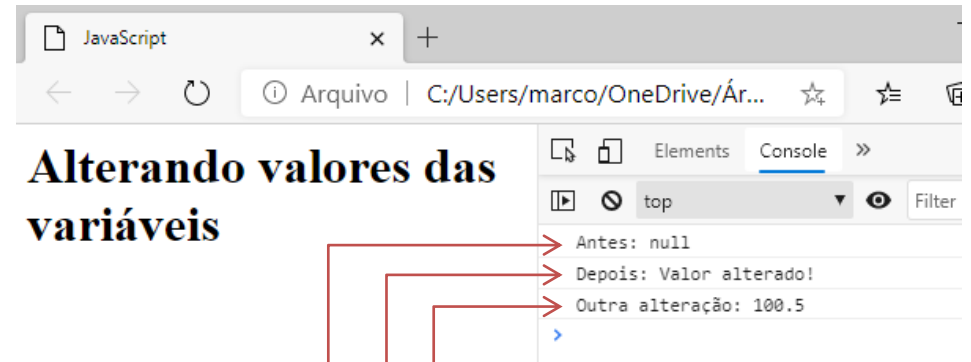 JavaScript
Arquivo | C:/Users/marco/OneDrive/Ár...
Alterando valores das
variáveis
Elements Console
top Filter
Antes: null
Depois: Valor alterado!
Outra alteração: 100.5